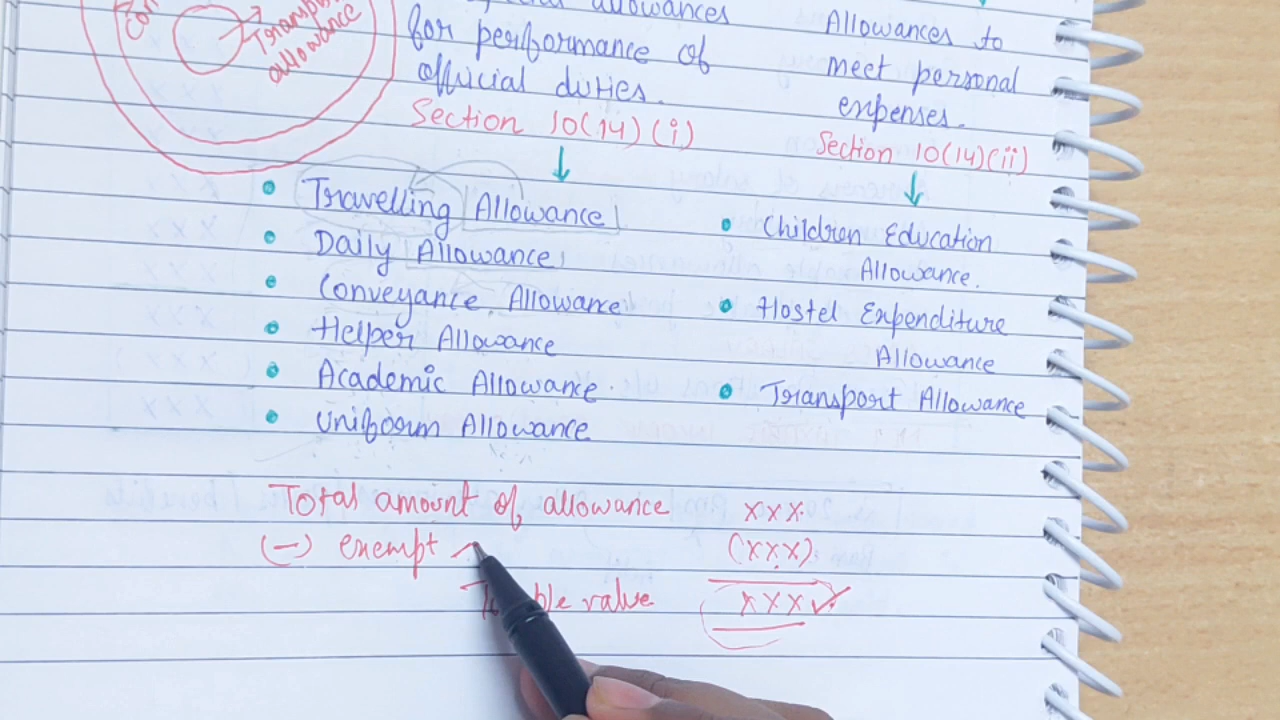 Transport
allowance
allowances
for performance of
official duties.
Section 10(14)(i)
Allowances to
meet personal
expenses.
Section 10(14)(ii)
• Travelling Allowance
• Daily Allowance
• Conveyance Allowance
• Helper Allowance
• Academic Allowance.
• Uniform Allowance
• Children Education
Allowance.
• Hostel Expenditure
Allowance
• Transport Allowance
Total amount of allowance xxx
(-) exempt (xxx)
value xxx ✓